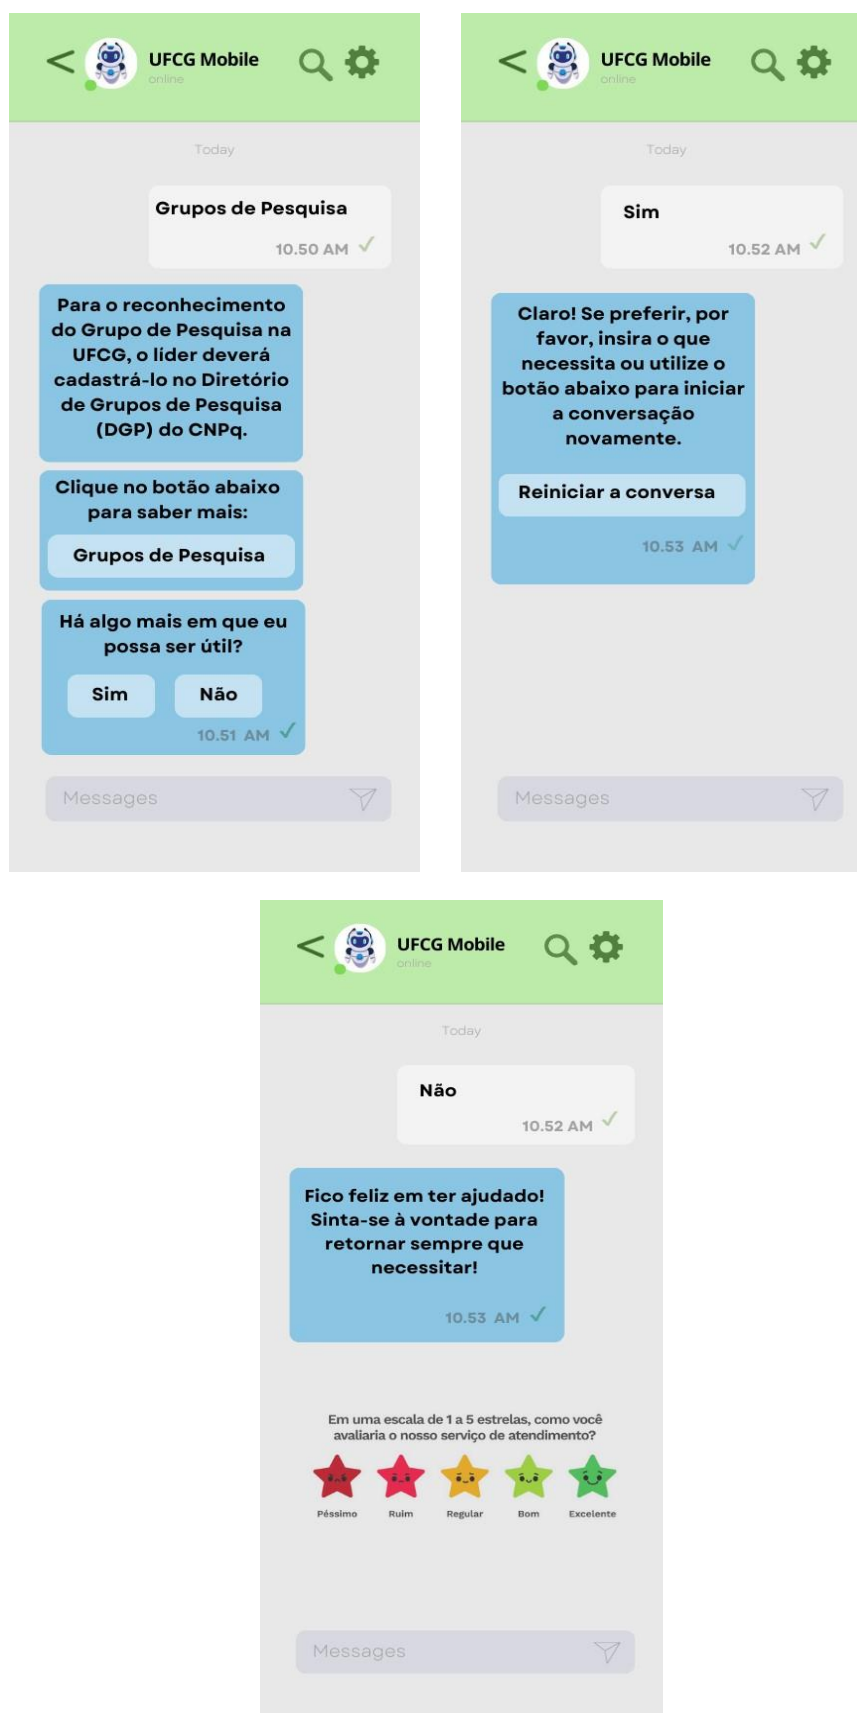 UFCG Mobile
online
Today
Grupos de Pesquisa
10.50 AM
Para o reconhecimento
do Grupo de Pesquisa na
UFCG, o líder deverá
cadastrá-lo no Diretório
de Grupos de Pesquisa
(DGP) do CNPq.
Clique no botão abaixo
para saber mais:
Grupos de Pesquisa
Há algo mais em que eu
possa ser útil?
Sim
Não
10.51 AM
Messages
UFCG Mobile
online
Today
Sim
10.52 AM
Claro! Se preferir, por
favor, insira o que
necessita ou utilize o
botão abaixo para iniciar
a conversação
novamente.
Reiniciar a conversa
10.53 AM
Messages
UFCG Mobile
online
Today
Não
10.52 AM
Fico feliz em ter ajudado!
Sinta-se à vontade para
retornar sempre que
necessitar!
10.53 AM
Em uma escala de 1 a 5 estrelas, como você
avaliaria o nosso serviço de atendimento?
Péssimo
Ruim
Regular
Bom
Excelente
Messages